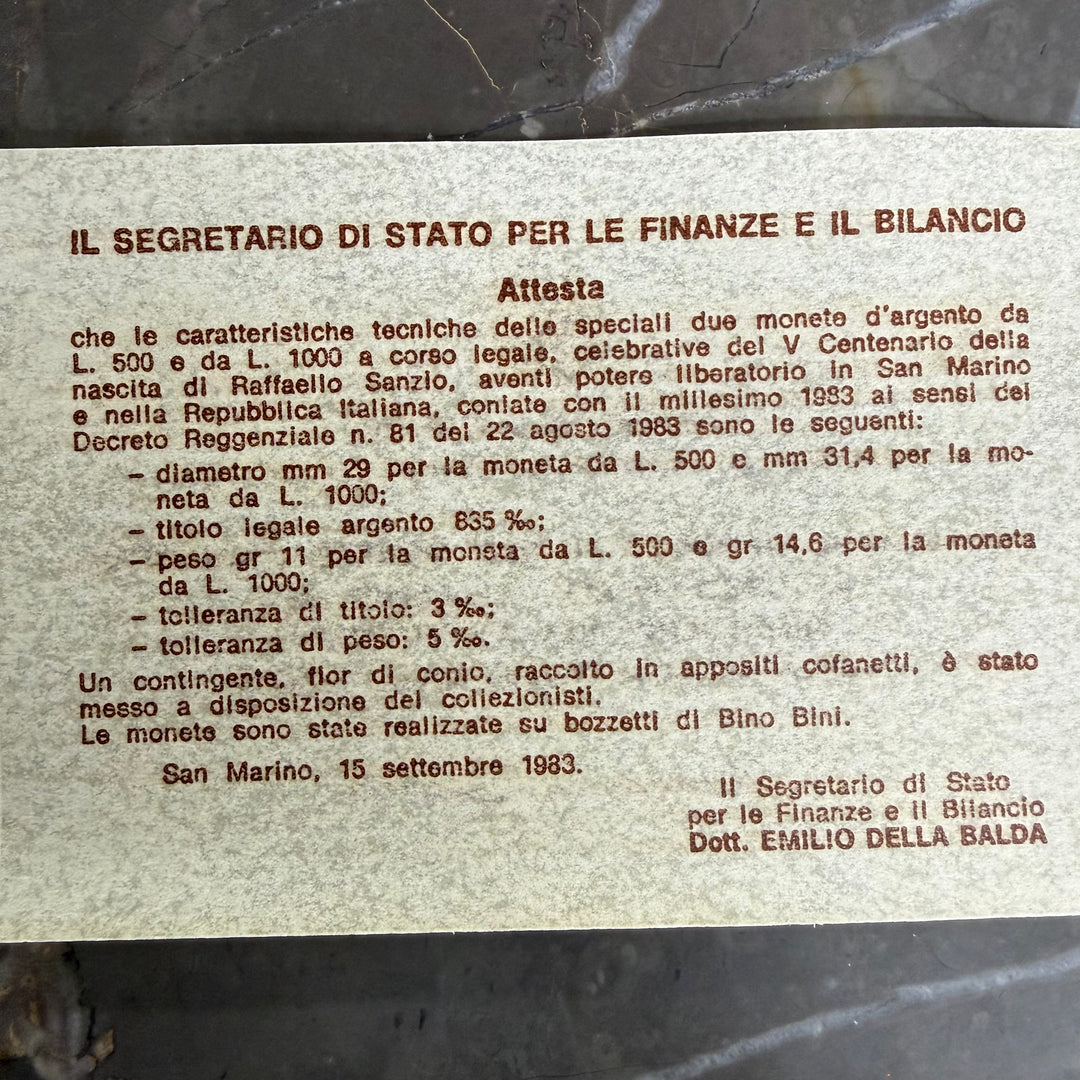 IL SEGRETARIO DI STATO PER LE FINANZE E IL BILANCIO
Attesta
che le caratteristiche tecniche delle speciali due monete d'argento da
L. 500 e da L. 1000 a corso legale, celebrative del V Centenario della
nascita di Raffaello Sanzio, aventi potere liberatorio in San Marino
e nella Repubblica Italiana, coniate con il millesimo 1983 ai sensi del
Decreto Reggenziale n. 81 del 22 agosto 1983 sono le seguenti:
– diametro mm 29 per la moneta da L. 500 e mm 31,4 per la mo-
neta da L. 1000;
– titolo legale argento 835 ‰;
– peso gr 11 per la moneta da L. 500 e gr 14,6 per la moneta
da L. 1000;
– tolleranza di titolo: 3 ‰;
– tolleranza di peso: 5 ‰.
Un contingente, fior di conio, raccolto in appositi cofanetti, è stato
messo a disposizione dei collezionisti.
Le monete sono state realizzate su bozzetti di Bino Bini.
San Marino, 15 settembre 1983.
Il Segretario di Stato
per le Finanze e il Bilancio
Dott. EMILIO DELLA BALDA